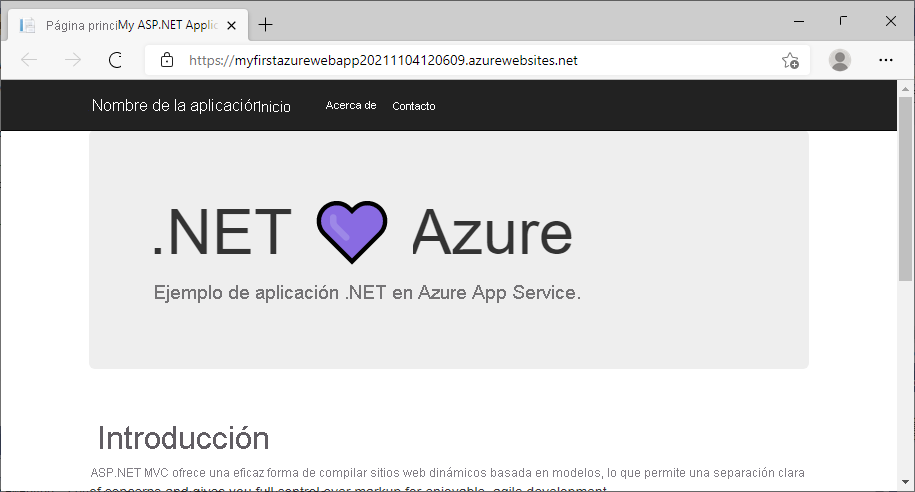 Página princiMy ASP.NET Applic
https://myfirstazurewebapp20211104120609.azurewebsites.net
Nombre de la aplicación Inicio Acerca de Contacto
.NET 💜 Azure
Ejemplo de aplicación .NET en Azure App Service.
Introducción
ASP.NET MVC ofrece una eficaz forma de compilar sitios web dinámicos basada en modelos, lo que permite una separación clara
of concerns and gives you full control over markup for enjoyable, agile development.